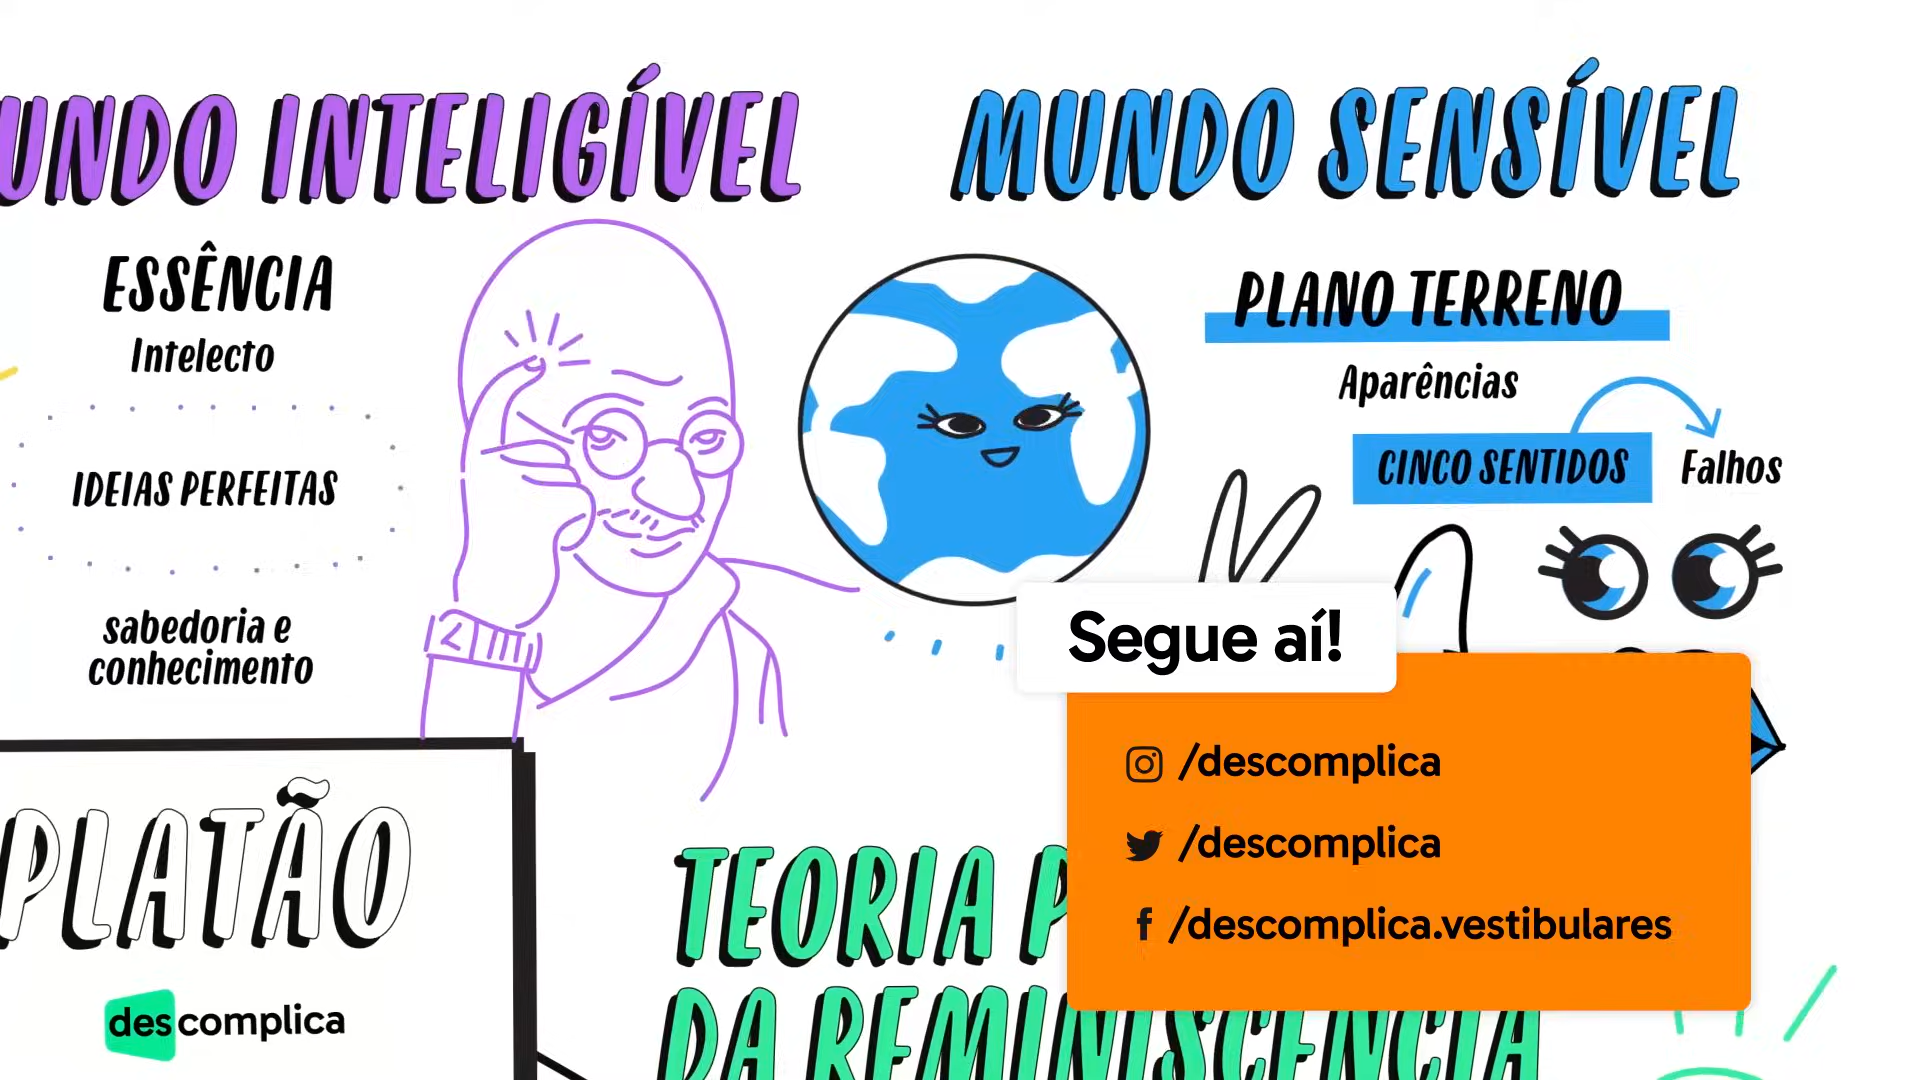 UNDO INTELIGÍVEL
ESSÊNCIA
Intelecto
IDEIAS PERFEITAS
sabedoria e
conhecimento
MUNDO SENSÍVEL
PLANO TERRENO
Aparências
CINCO SENTIDOS Falhos
Segue aí!
/descomplica
/descomplica
/descomplica.vestibulares
PLATÃO
descomplica
TEORIA P
DA REMINISCÊNCIA